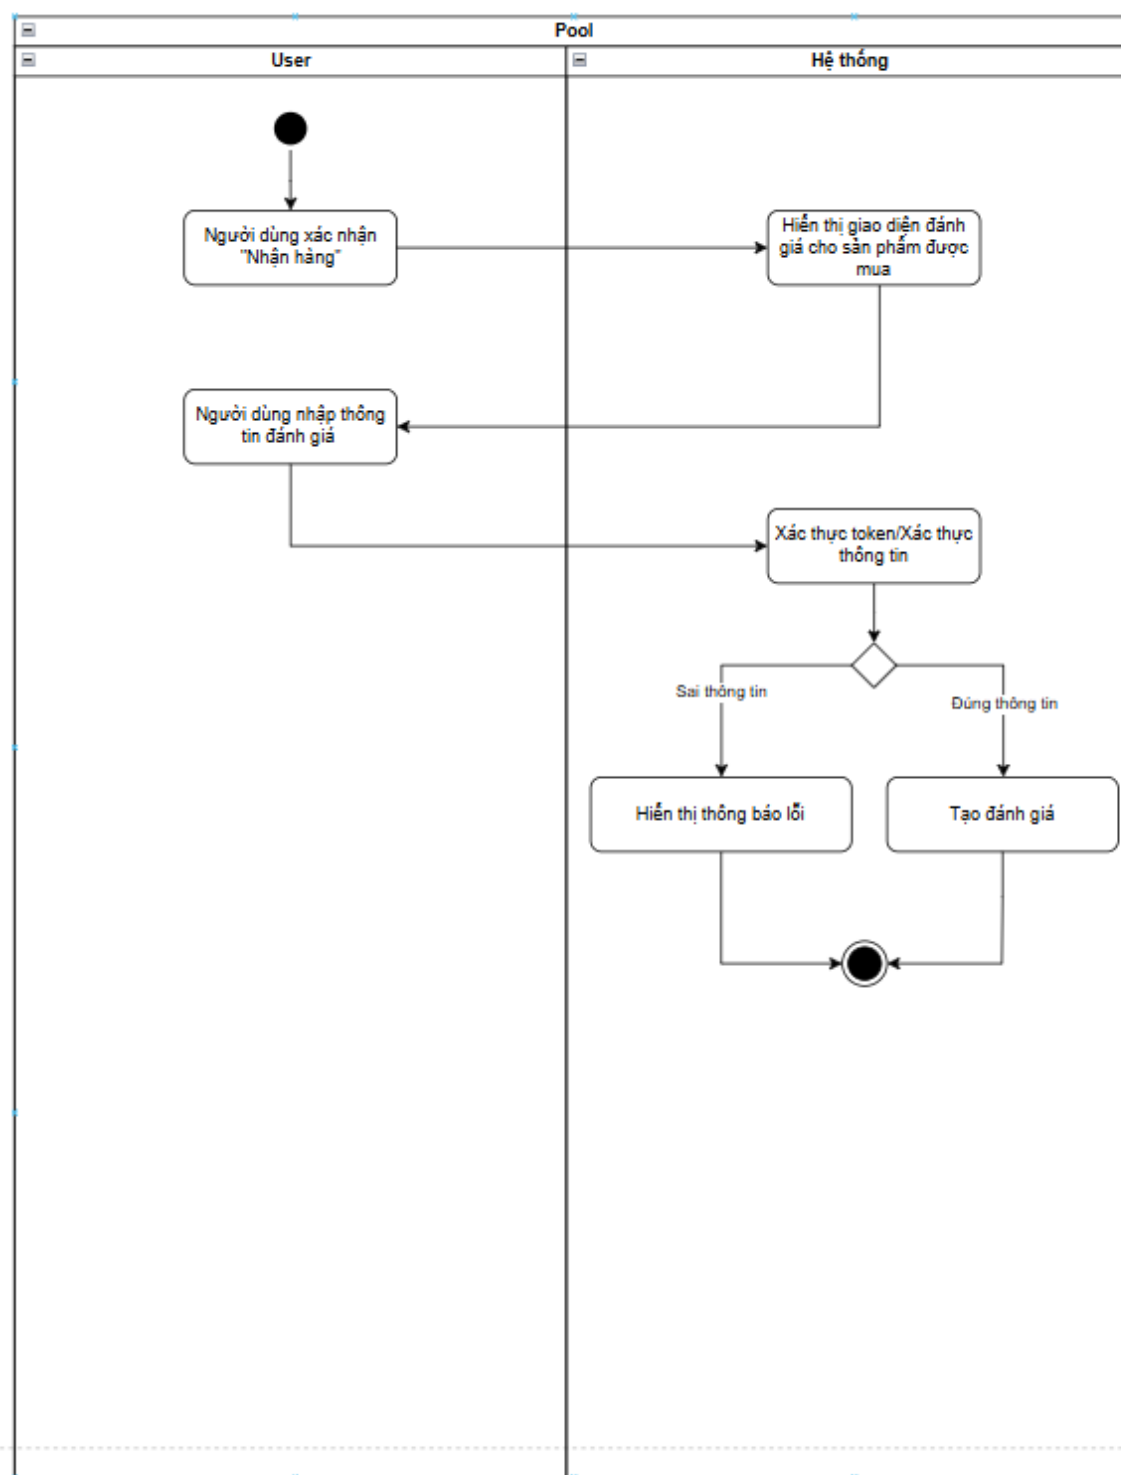 Pool
User
Hệ thống
Người dùng xác nhận
"Nhận hàng"
Hiển thị giao diện đánh
giá cho sản phẩm được
mua
Người dùng nhập thông
tin đánh giá
Xác thực token/Xác thực
thông tin
Sai thông tin
Đúng thông tin
Hiển thị thông báo lỗi
Tạo đánh giá